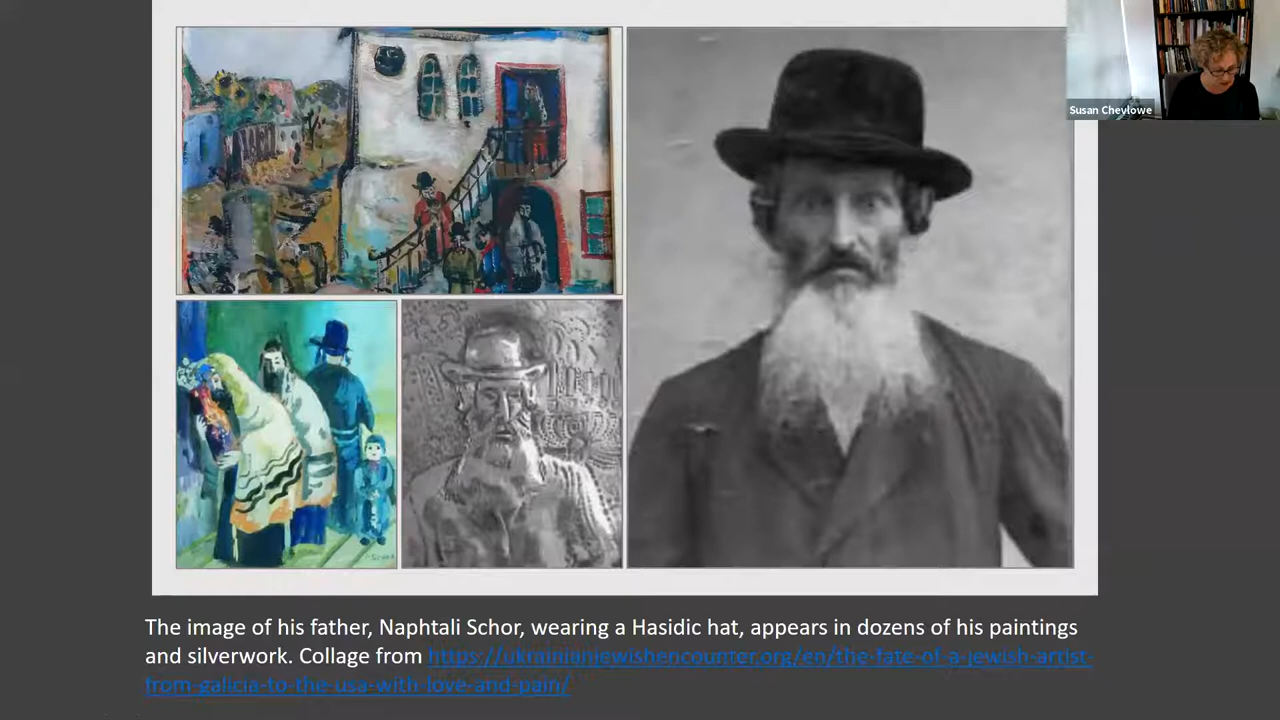 Susan Chevlowe
The image of his father, Naphtali Schor, wearing a Hasidic hat, appears in dozens of his paintings
and silverwork. Collage from https://ukrainianjewishencounter.org/en/the-fate-of-a-jewish-artist-
from-galicia-to-the-usa-with-love-and-pain/